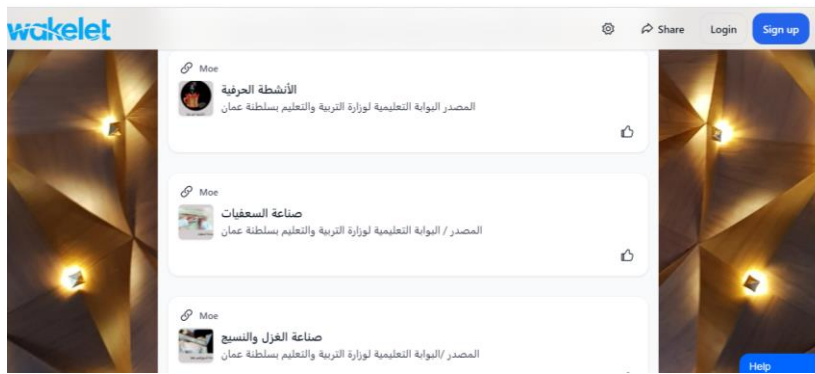 wakelet
Share
Login
Sign up
Moe
الأنشطة الحرفية
المصدر البوابة التعليمية لوزارة التربية والتعليم بسلطنة عمان
Moe
صناعة السعفيات
المصدر / البوابة التعليمية لوزارة التربية والتعليم بسلطنة عمان
Moe
صناعة الغزل والنسيج
المصدر /البوابة التعليمية لوزارة التربية والتعليم بسلطنة عمان
Help